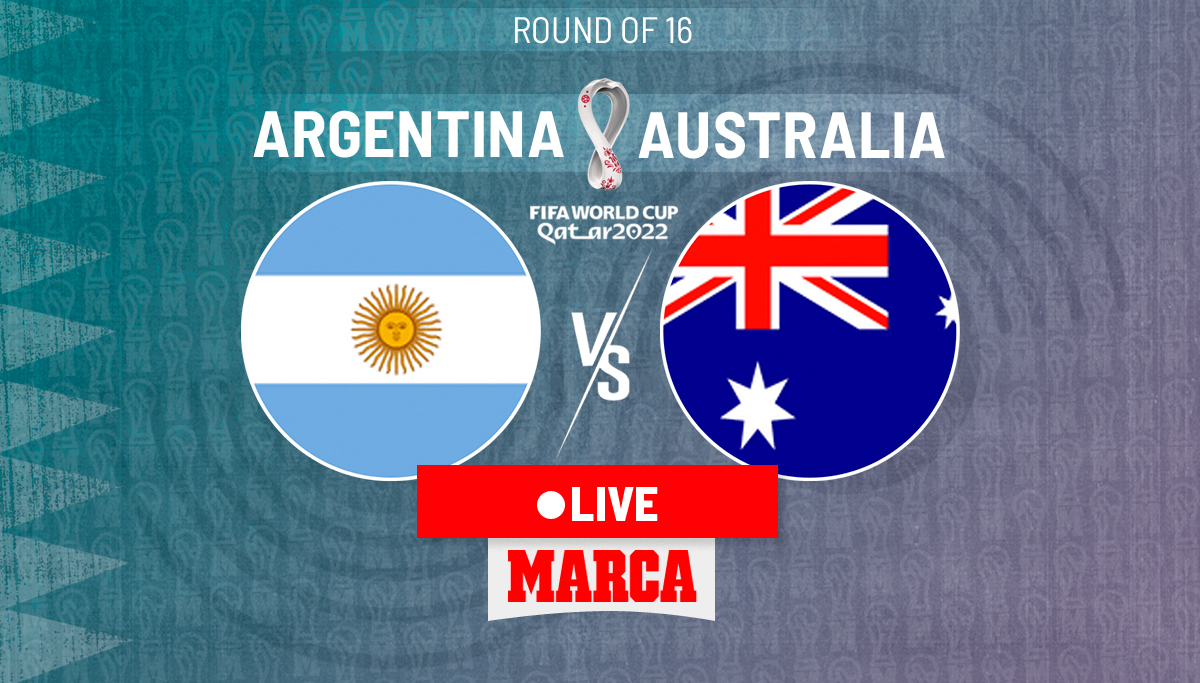 ROUND OF 16
ARGENTINA AUSTRALIA
FIFA WORLD CUP
Qatar2022
VS
LIVE
MARCA